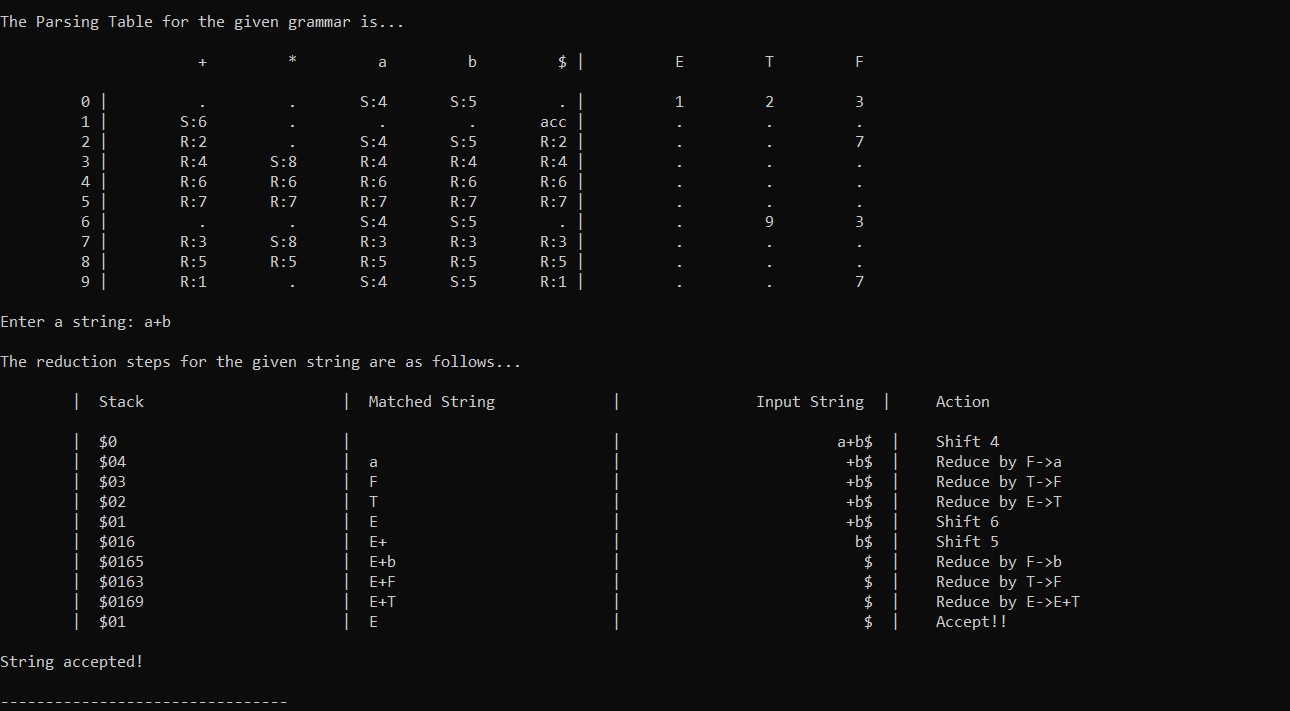 The Parsing Table for the given grammar is...
+ * a b $ | E T F
0 | . . S:4 S:5 . | 1 2 3
1 | S:6 . . . acc | . . .
2 | R:2 . S:4 S:5 R:2 | . . 7
3 | R:4 S:8 R:4 R:4 R:4 | . . .
4 | R:6 R:6 R:6 R:6 R:6 | . . .
5 | R:7 R:7 R:7 R:7 R:7 | . . .
6 | . . S:4 S:5 . | . 9 3
7 | R:3 S:8 R:3 R:3 R:3 | . . .
8 | R:5 R:5 R:5 R:5 R:5 | . . .
9 | R:1 . S:4 S:5 R:1 | . . 7
Enter a string: a+b
The reduction steps for the given string are as follows...
| Stack | Matched String | Input String | Action
| $0 | | a+b$ | Shift 4
| $04 | a | +b$ | Reduce by F->a
| $03 | F | +b$ | Reduce by T->F
| $02 | T | +b$ | Reduce by E->T
| $01 | E | +b$ | Shift 6
| $016 | E+ | b$ | Shift 5
| $0165 | E+b | $ | Reduce by F->b
| $0163 | E+F | $ | Reduce by T->F
| $0169 | E+T | $ | Reduce by E->E+T
| $01 | E | $ | Accept!!
String accepted!
--------------------------------